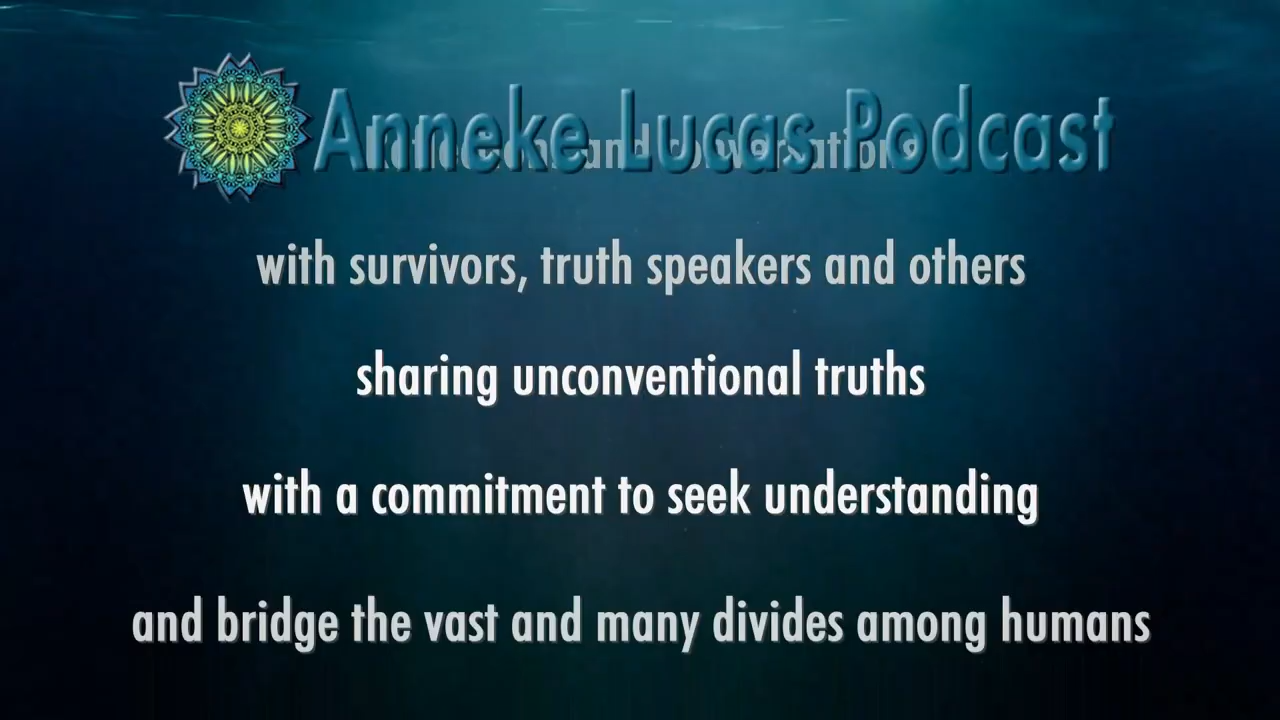 Anneke Lucas Podcast
and
with survivors, truth speakers and others
sharing unconventional truths
with a commitment to seek understanding
and bridge the vast and many divides among humans